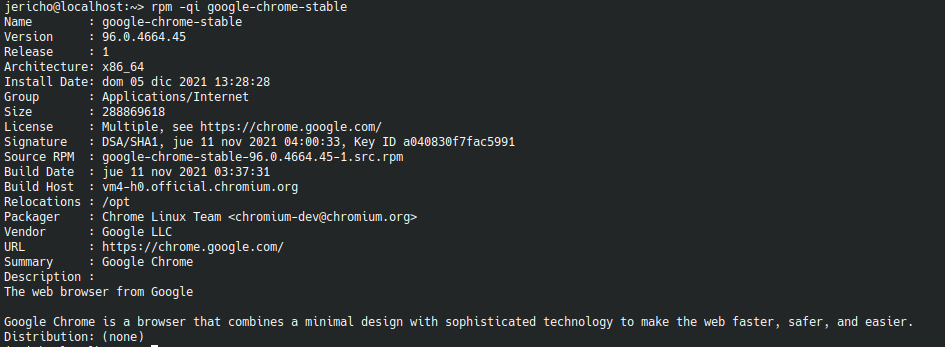 jericho@localhost:~> rpm -qi google-chrome-stable
Name        : google-chrome-stable
Version     : 96.0.4664.45
Release     : 1
Architecture: x86_64
Install Date: dom 05 dic 2021 13:28:28
Group       : Applications/Internet
Size        : 288869618
License     : Multiple, see https://chrome.google.com/
Signature   : DSA/SHA1, jue 11 nov 2021 04:00:33, Key ID a040830f7fac5991
Source RPM  : google-chrome-stable-96.0.4664.45-1.src.rpm
Build Date  : jue 11 nov 2021 03:37:31
Build Host  : vm4-h0.official.chromium.org
Relocations : /opt
Packager    : Chrome Linux Team <chromium-dev@chromium.org>
Vendor      : Google LLC
URL         : https://chrome.google.com/
Summary     : Google Chrome
Description :
The web browser from Google

Google Chrome is a browser that combines a minimal design with sophisticated technology to make the web faster, safer, and easier.
Distribution: (none)